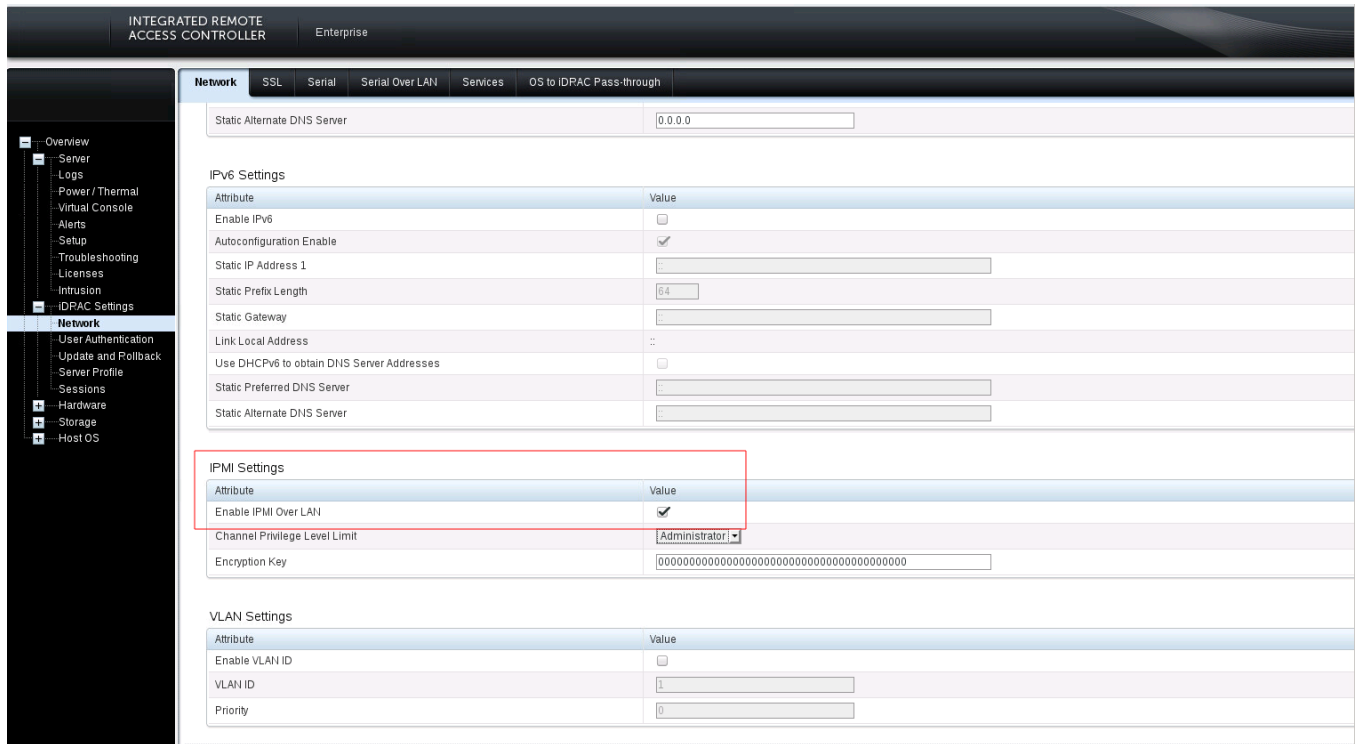 INTEGRATED REMOTE
ACCESS CONTROLLER
Enterprise
Network SSL Serial Serial Over LAN Services OS to iDRAC Pass-through
Overview
Server
Logs
Power / Thermal
Virtual Console
Alerts
Setup
Troubleshooting
Licenses
Intrusion
iDRAC Settings
Network
User Authentication
Update and Rollback
Server Profile
Sessions
Hardware
Storage
Host OS
Static Alternate DNS Server 0.0.0.0
IPv6 Settings
Attribute Value
Enable IPv6
Autoconfiguration Enable
Static IP Address 1 ::
Static Prefix Length 64
Static Gateway ::
Link Local Address ::
Use DHCPv6 to obtain DNS Server Addresses
Static Preferred DNS Server ::
Static Alternate DNS Server ::
IPMI Settings
Attribute Value
Enable IPMI Over LAN
Channel Privilege Level Limit Administrator
Encryption Key 0000000000000000000000000000000000000000
VLAN Settings
Attribute Value
Enable VLAN ID
VLAN ID 1
Priority 0